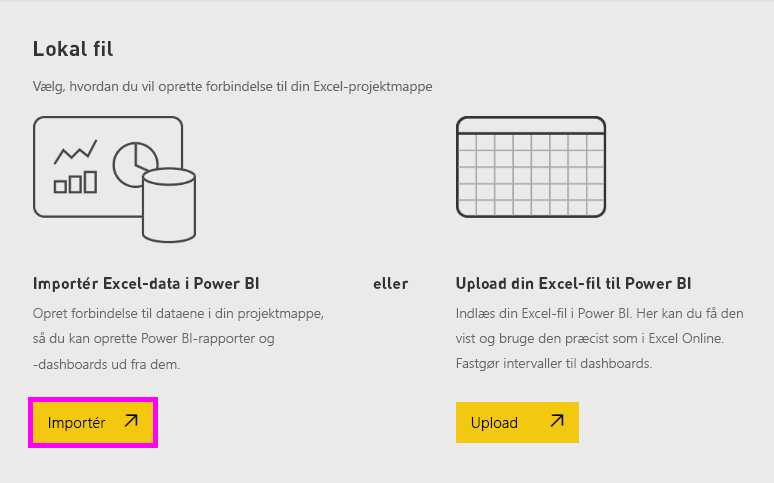 Lokal fil
Vælg, hvordan du vil oprette forbindelse til din Excel-projektmappe
Importér Excel-data i Power BI
Opret forbindelse til dataene i din projektmappe,
så du kan oprette Power BI-rapporter og
-dashboards ud fra dem.
Importér
eller
Upload din Excel-fil til Power BI
Indlæs din Excel-fil i Power BI. Her kan du få den
vist og bruge den præcist som i Excel Online.
Fastgør intervaller til dashboards.
Upload